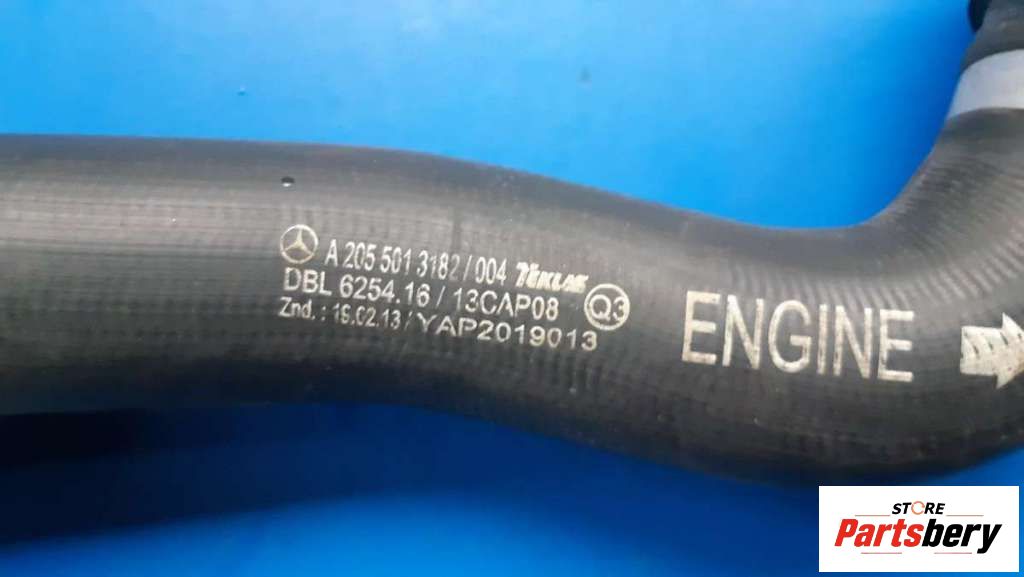 A 205 501 3182 / 004 TEKLAS
DBL 6254.16 / 13CAP08 Q3
Znd. : 19.02.13 / YAP2019013
ENGINE
STORE
Partsbery